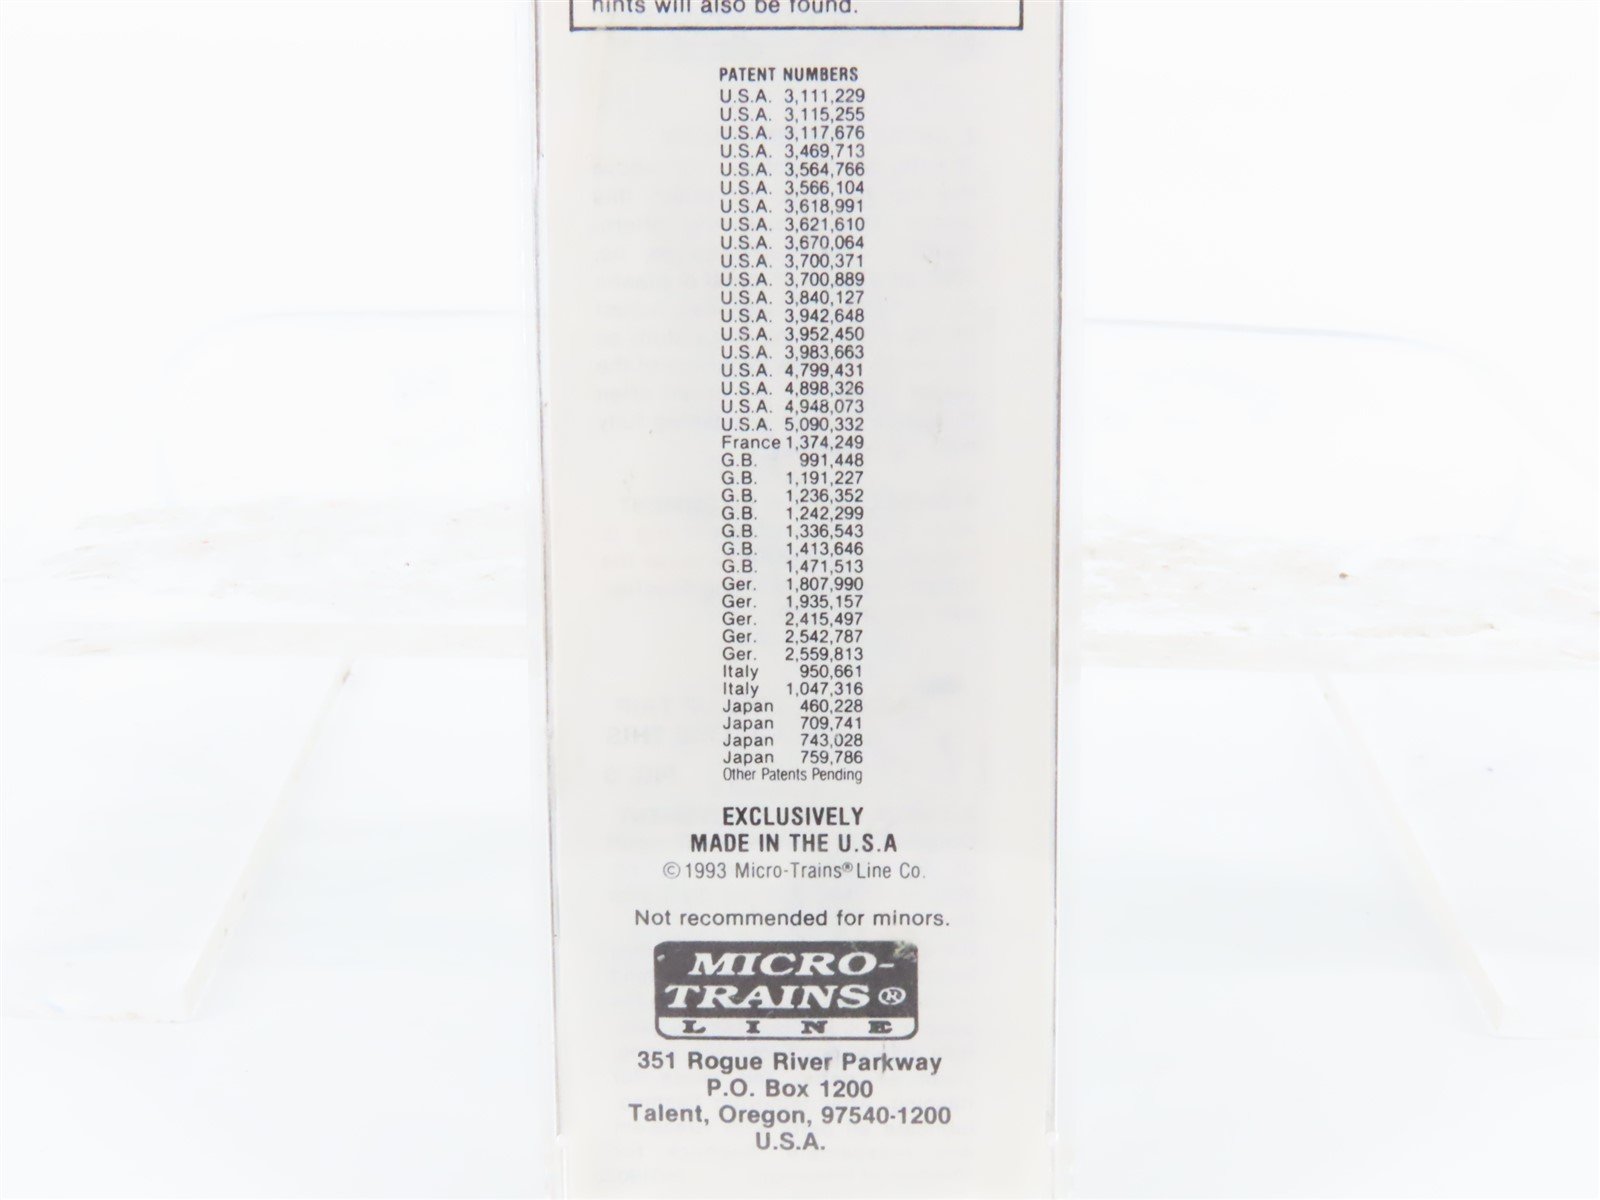 hints will also be found.
PATENT NUMBERS
U.S.A. 3,111,229
U.S.A. 3,115,255
U.S.A. 3,117,676
U.S.A. 3,469,713
U.S.A. 3,564,766
U.S.A. 3,566,104
U.S.A. 3,618,991
U.S.A. 3,621,610
U.S.A. 3,670,064
U.S.A. 3,700,371
U.S.A. 3,700,889
U.S.A. 3,840,127
U.S.A. 3,942,648
U.S.A. 3,952,450
U.S.A. 3,983,663
U.S.A. 4,799,431
U.S.A. 4,898,326
U.S.A. 4,948,073
U.S.A. 5,090,332
France 1,374,249
G.B. 991,448
G.B. 1,191,227
G.B. 1,236,352
G.B. 1,242,299
G.B. 1,336,543
G.B. 1,413,646
G.B. 1,471,513
Ger. 1,807,990
Ger. 1,935,157
Ger. 2,415,497
Ger. 2,542,787
Ger. 2,559,813
Italy 950,661
Italy 1,047,316
Japan 460,228
Japan 709,741
Japan 743,028
Japan 759,786
Other Patents Pending
EXCLUSIVELY
MADE IN THE U.S.A
©1993 Micro-Trains® Line Co.
Not recommended for minors.
MICRO-
TRAINS®
LINE
351 Rogue River Parkway
P.O. Box 1200
Talent, Oregon, 97540-1200
U.S.A.